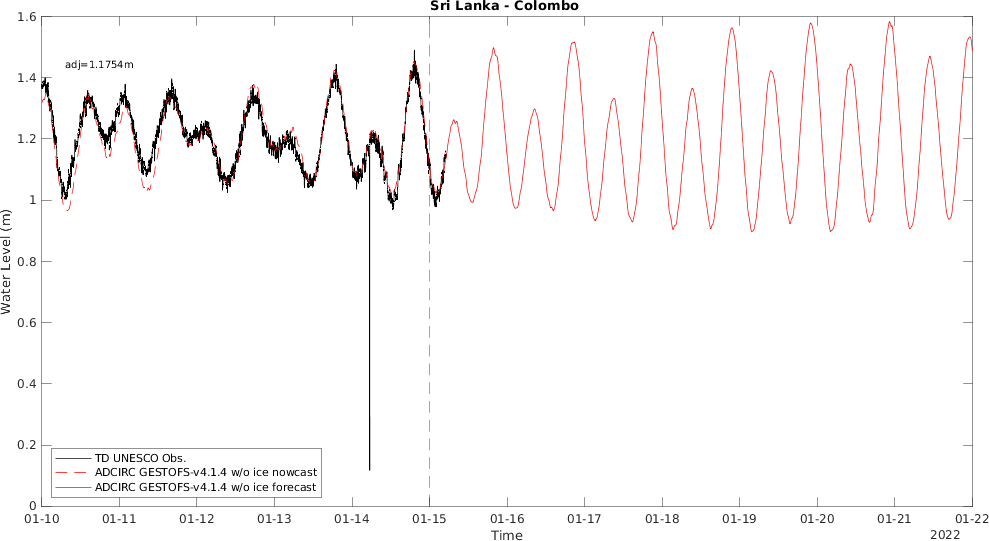 Sri Lanka - Colombo
1.6
1.4
1.2
1
0.8
0.6
0.4
0.2
0
Water Level (m)
adj=1.1754m
TD UNESCO Obs.
ADCIRC GESTOFS-v4.1.4 w/o ice nowcast
ADCIRC GESTOFS-v4.1.4 w/o ice forecast
01-10 01-11 01-12 01-13 01-14 01-15 01-16 01-17 01-18 01-19 01-20 01-21 01-22
Time
2022